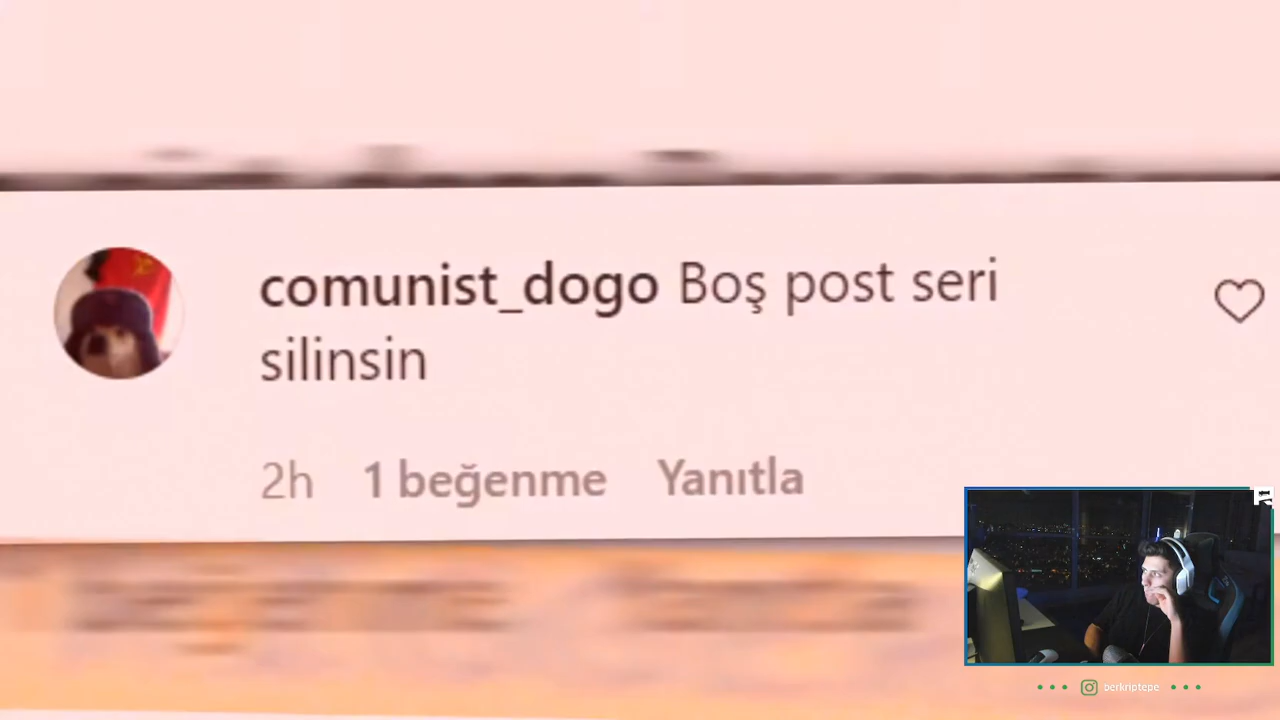 comunist_dogo Boş post seri
silinsin
2h 1 beğenme Yanıtla
berkriptepe